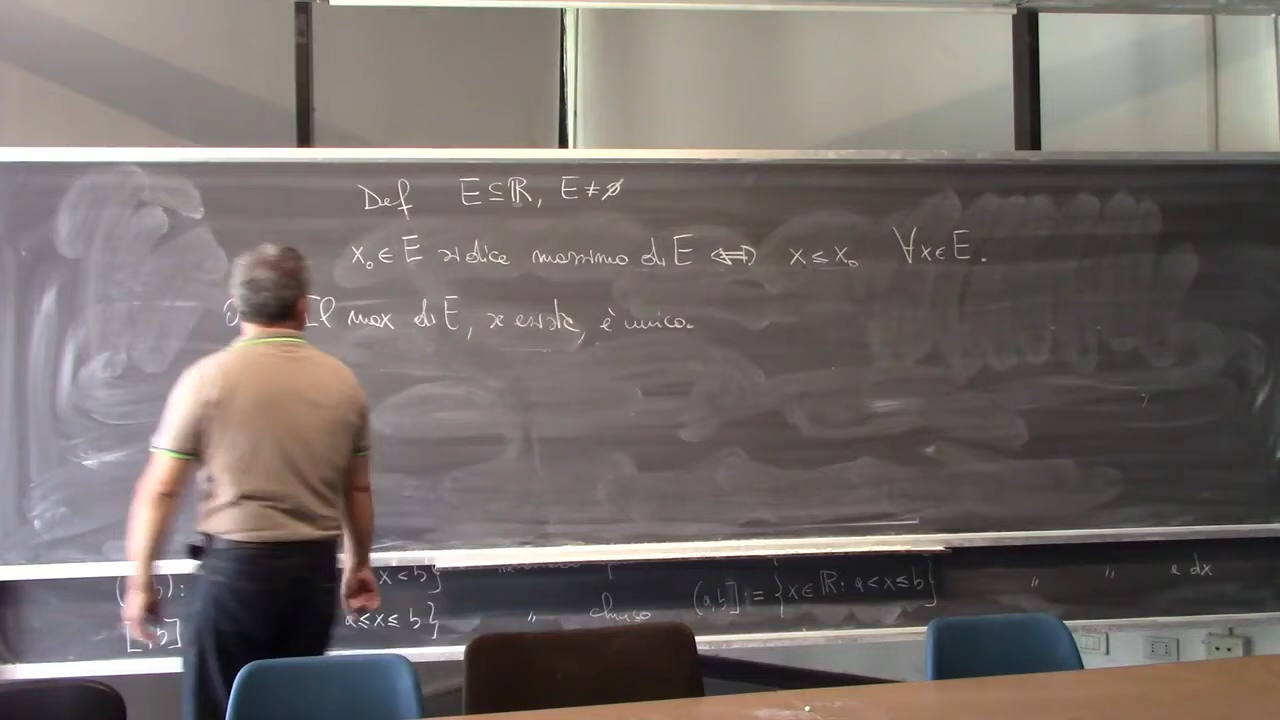 Def E ⊆ ℝ, E ≠ ∅
x₀ ∈ E si dice massimo di E ⟺ x ≤ x₀ ∀x ∈ E.
Il max di E, se esiste, è unico.
x < b}
a ≤ x ≤ b} " chiuso (a,b] := {x ∈ ℝ: a < x ≤ b} " " a dx